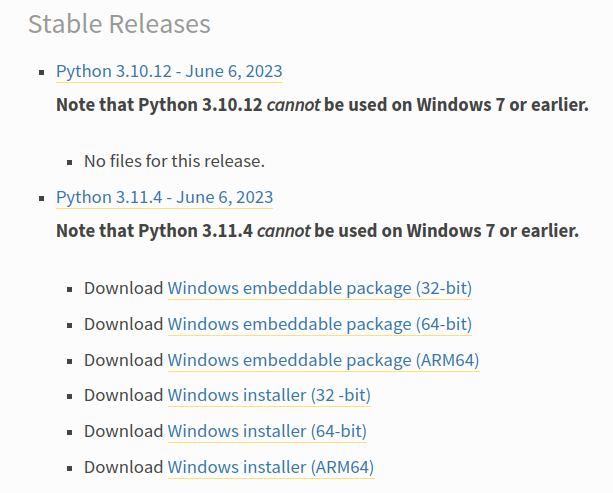 Stable Releases
Python 3.10.12 - June 6, 2023
Note that Python 3.10.12 cannot be used on Windows 7 or earlier.
No files for this release.
Python 3.11.4 - June 6, 2023
Note that Python 3.11.4 cannot be used on Windows 7 or earlier.
Download Windows embeddable package (32-bit)
Download Windows embeddable package (64-bit)
Download Windows embeddable package (ARM64)
Download Windows installer (32 -bit)
Download Windows installer (64-bit)
Download Windows installer (ARM64)